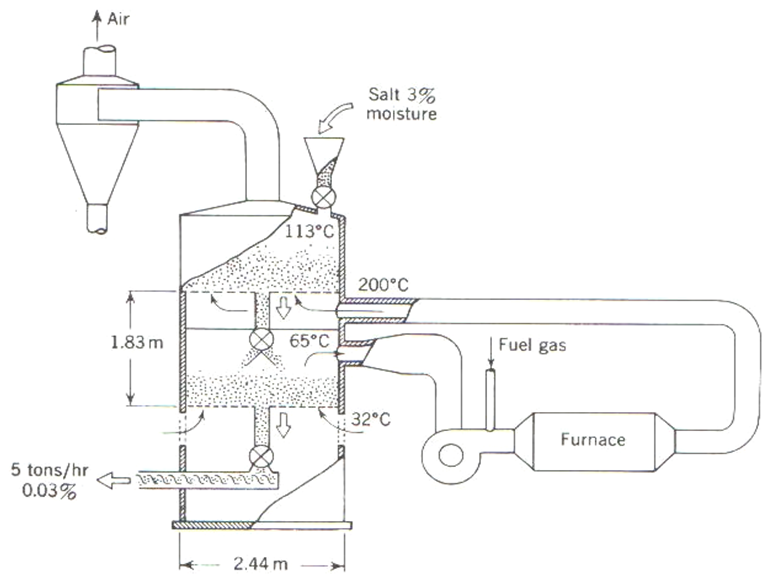 Air
Salt 3%
moisture
113°C
200°C
1.83 m
65°C
Fuel gas
32°C
Furnace
5 tons/hr
0.03%
2.44 m